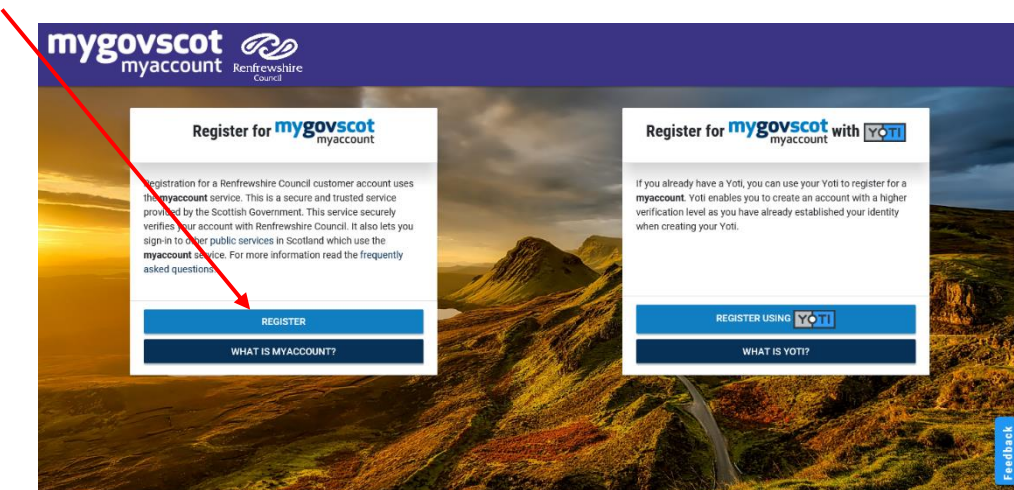 mygovscot
myaccount
Renfrewshire
Council
Register for mygovscot
myaccount
Registration for a Renfrewshire Council customer account uses
the myaccount service. This is a secure and trusted service
provided by the Scottish Government. This service securely
verifies your account with Renfrewshire Council. It also lets you
sign-in to other public services in Scotland which use the
myaccount service. For more information read the frequently
asked questions.
REGISTER
WHAT IS MYACCOUNT?
Register for mygovscot with YOTI
myaccount
If you already have a Yoti, you can use your Yoti to register for a
myaccount. Yoti enables you to create an account with a higher
verification level as you have already established your identity
when creating your Yoti.
REGISTER USING YOTI
WHAT IS YOTI?
Feedback